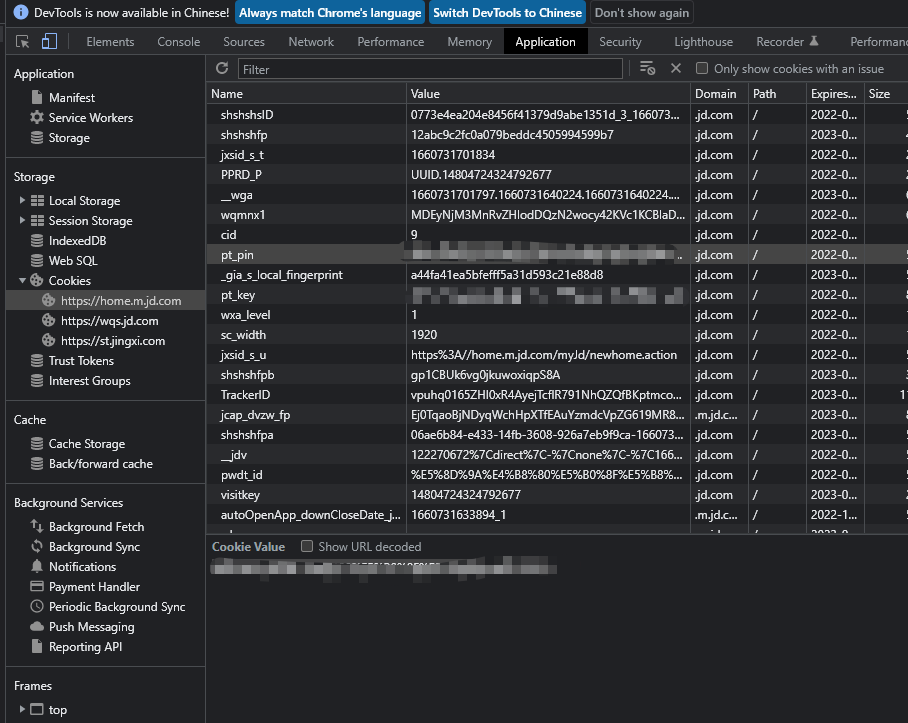 DevTools is now available in Chinese! Always match Chrome's language Switch DevTools to Chinese Don't show again
Elements Console Sources Network Performance Memory Application Security Lighthouse Recorder Performanc
Application
Manifest
Service Workers
Storage
Storage
Local Storage
Session Storage
IndexedDB
Web SQL
Cookies
https://home.m.jd.com
https://wqs.jd.com
https://st.jingxi.com
Trust Tokens
Interest Groups
Cache
Cache Storage
Back/forward cache
Background Services
Background Fetch
Background Sync
Notifications
Payment Handler
Periodic Background Sync
Push Messaging
Reporting API
Frames
top
Filter Only show cookies with an issue
Name Value Domain Path Expires... Size
shshshsID 0773e4ea204e8456f41379d9abe1351d_3_166073... .jd.com / 2022-0...
shshshfp 12abc9c2fc0a079beddc4505994599b7 .jd.com / 2023-0...
jxsid_s_t 1660731701834 .jd.com / 2022-0...
PPRD_P UUID.14804724324792677 .jd.com / 2022-0...
__wga 1660731701797.1660731640224.1660731640224.... .jd.com / 2023-0...
wqmnx1 MDEyNjM3MnRvZHlodDQzN2wocy42KVc1KCBlaD... .jd.com / 2022-0...
cid 9 .jd.com / 2022-0...
pt_pin .jd.com / 2022-0...
_gia_s_local_fingerprint a44fa41ea5bfefff5a31d593c21e88d8 .jd.com / 2023-0...
pt_key .jd.com / 2022-0...
wxa_level 1 .jd.com / 2022-0...
sc_width 1920 .jd.com / 2022-0...
jxsid_s_u https%3A//home.m.jd.com/myJd/newhome.action .jd.com / 2022-0...
shshshfpb gp1CBUk6vg0jkuwoxiqpS8A .jd.com / 2023-0...
TrackerID vpuhq0165ZHI0xR4AyejTcflR791NhQZQfBKptmco... .jd.com / 2023-0...
jcap_dvzw_fp Ej0TqaoBjNDyqWchHpXTfEAuYzmdcVpZG619MR8... .m.jd.c... / 2023-0...
shshshfpa 06ae6b84-e433-14fb-3608-926a7eb9f9ca-166073... .jd.com / 2023-0...
__jdv 122270672%7Cdirect%7C-%7Cnone%7C-%7C166... .jd.com / 2022-0...
pwdt_id %E5%8D%9A%E4%B8%80%E5%B0%8F%E5%B8%... .jd.com / 2022-0...
visitkey 14804724324792677 .jd.com / 2023-0...
autoOpenApp_downCloseDate_j... 1660731633894_1 .m.jd.c... / 2022-1...
Cookie Value Show URL decoded